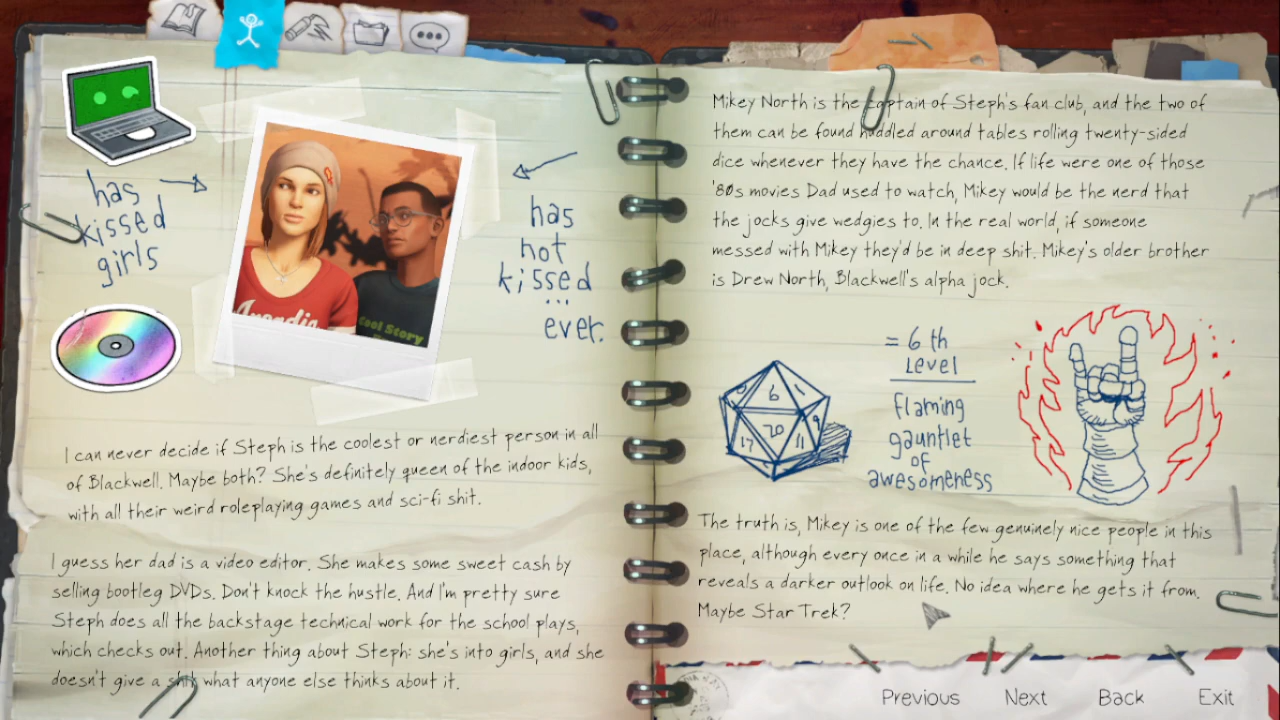 has
kissed
girls
Arcadia
Cool Story
has
not
kissed
...
ever.
I can never decide if Steph is the coolest or nerdiest person in all
of Blackwell. Maybe both? She's definitely queen of the indoor kids,
with all their weird roleplaying games and sci-fi shit.
I guess her dad is a video editor. She makes some sweet cash by
selling bootleg DVDs. Don't knock the hustle. And I'm pretty sure
Steph does all the backstage technical work for the school plays,
which checks out. Another thing about Steph: she's into girls, and she
doesn't give a shit what anyone else thinks about it.
Mikey North is the captain of Steph's fan club, and the two of
them can be found huddled around tables rolling twenty-sided
dice whenever they have the chance. If life were one of those
'80s movies Dad used to watch, Mikey would be the nerd that
the jocks give wedgies to. In the real world, if someone
messed with Mikey they'd be in deep shit. Mikey's older brother
is Drew North, Blackwell's alpha jock.
6
20
17
11
9
= 6th
Level
Flaming
gauntlet
of
awesomeness
The truth is, Mikey is one of the few genuinely nice people in this
place, although every once in a while he says something that
reveals a darker outlook on life. No idea where he gets it from.
Maybe Star Trek?
Previous Next Back Exit